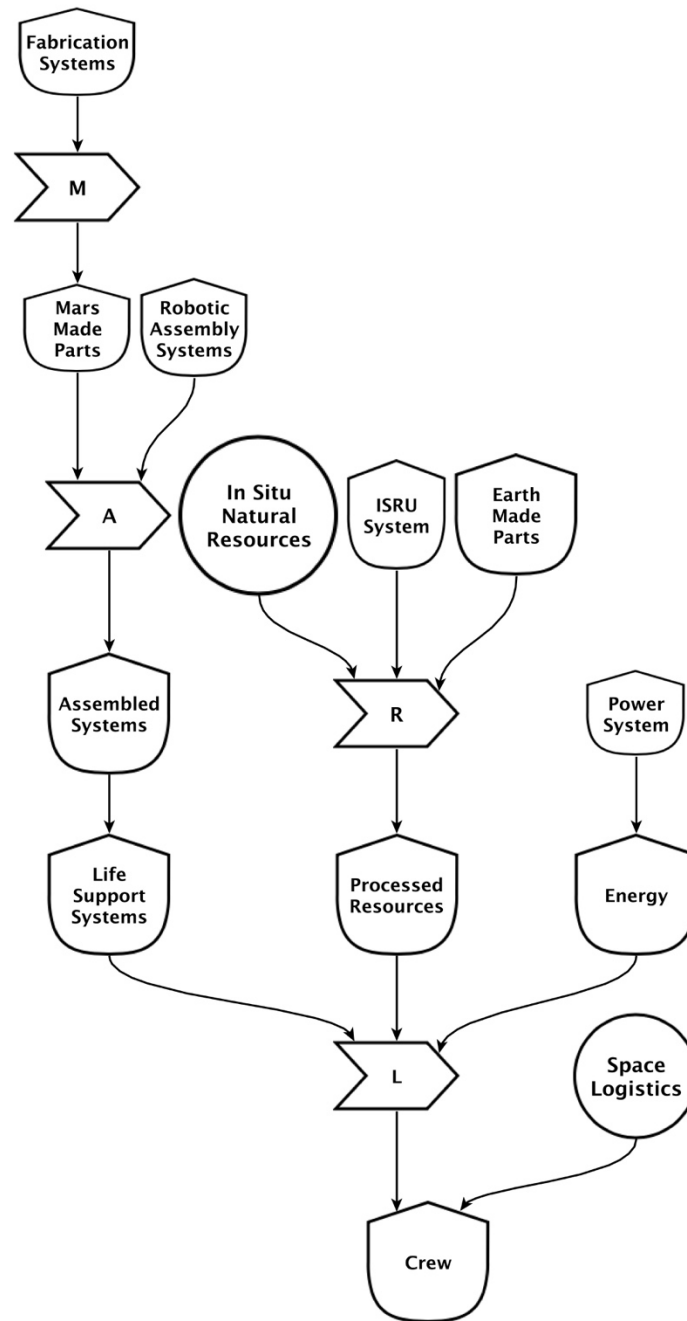 Fabrication
Systems
M
Mars
Made
Parts
Robotic
Assembly
Systems
A
In Situ
Natural
Resources
ISRU
System
Earth
Made
Parts
Assembled
Systems
R
Power
System
Life
Support
Systems
Processed
Resources
Energy
L
Space
Logistics
Crew